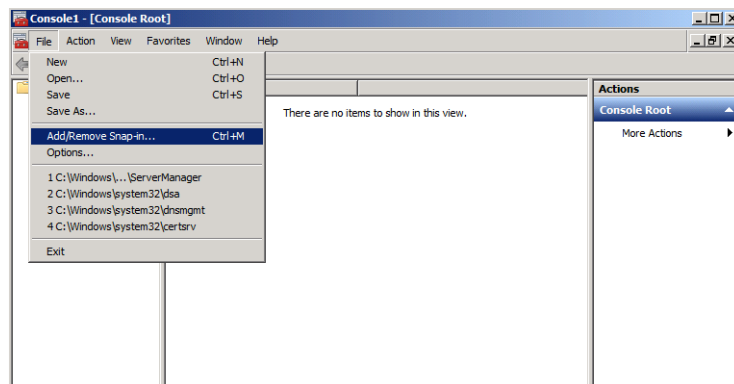 Console1 - [Console Root]
File Action View Favorites Window Help
New Ctrl+N
Open... Ctrl+O
Save Ctrl+S
Save As...
Add/Remove Snap-in... Ctrl+M
Options...
1 C:\Windows\...\ServerManager
2 C:\Windows\system32\dsa
3 C:\Windows\system32\dnsmgmt
4 C:\Windows\system32\certsrv
Exit
There are no items to show in this view.
Actions
Console Root
More Actions